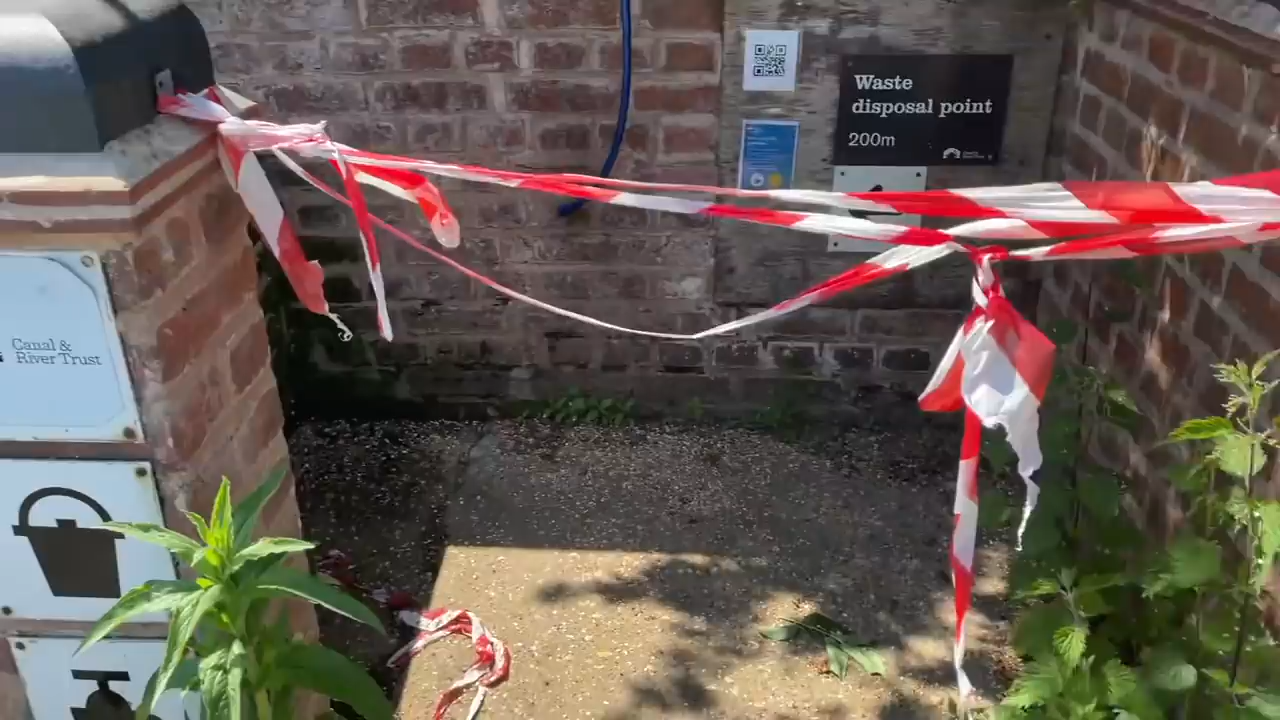 Waste
disposal point
200m
Canal &
River Trust